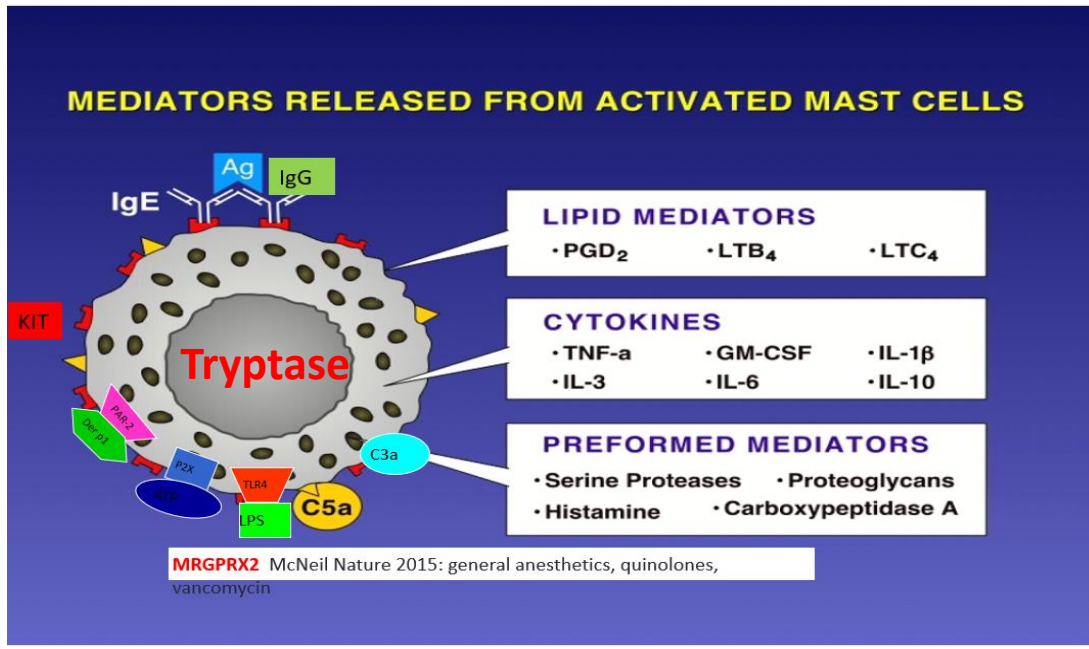 MEDIATORS RELEASED FROM ACTIVATED MAST CELLS
Ag
IgG
IgE
KIT
Tryptase
PAR-2
Der p1
P2X
ATP
TLR4
LPS
C5a
C3a
LIPID MEDIATORS
·PGD₂ ·LTB₄ ·LTC₄
CYTOKINES
·TNF-a ·GM-CSF ·IL-1β
·IL-3 ·IL-6 ·IL-10
PREFORMED MEDIATORS
·Serine Proteases ·Proteoglycans
·Histamine ·Carboxypeptidase A
MRGPRX2 McNeil Nature 2015: general anesthetics, quinolones,
vancomycin